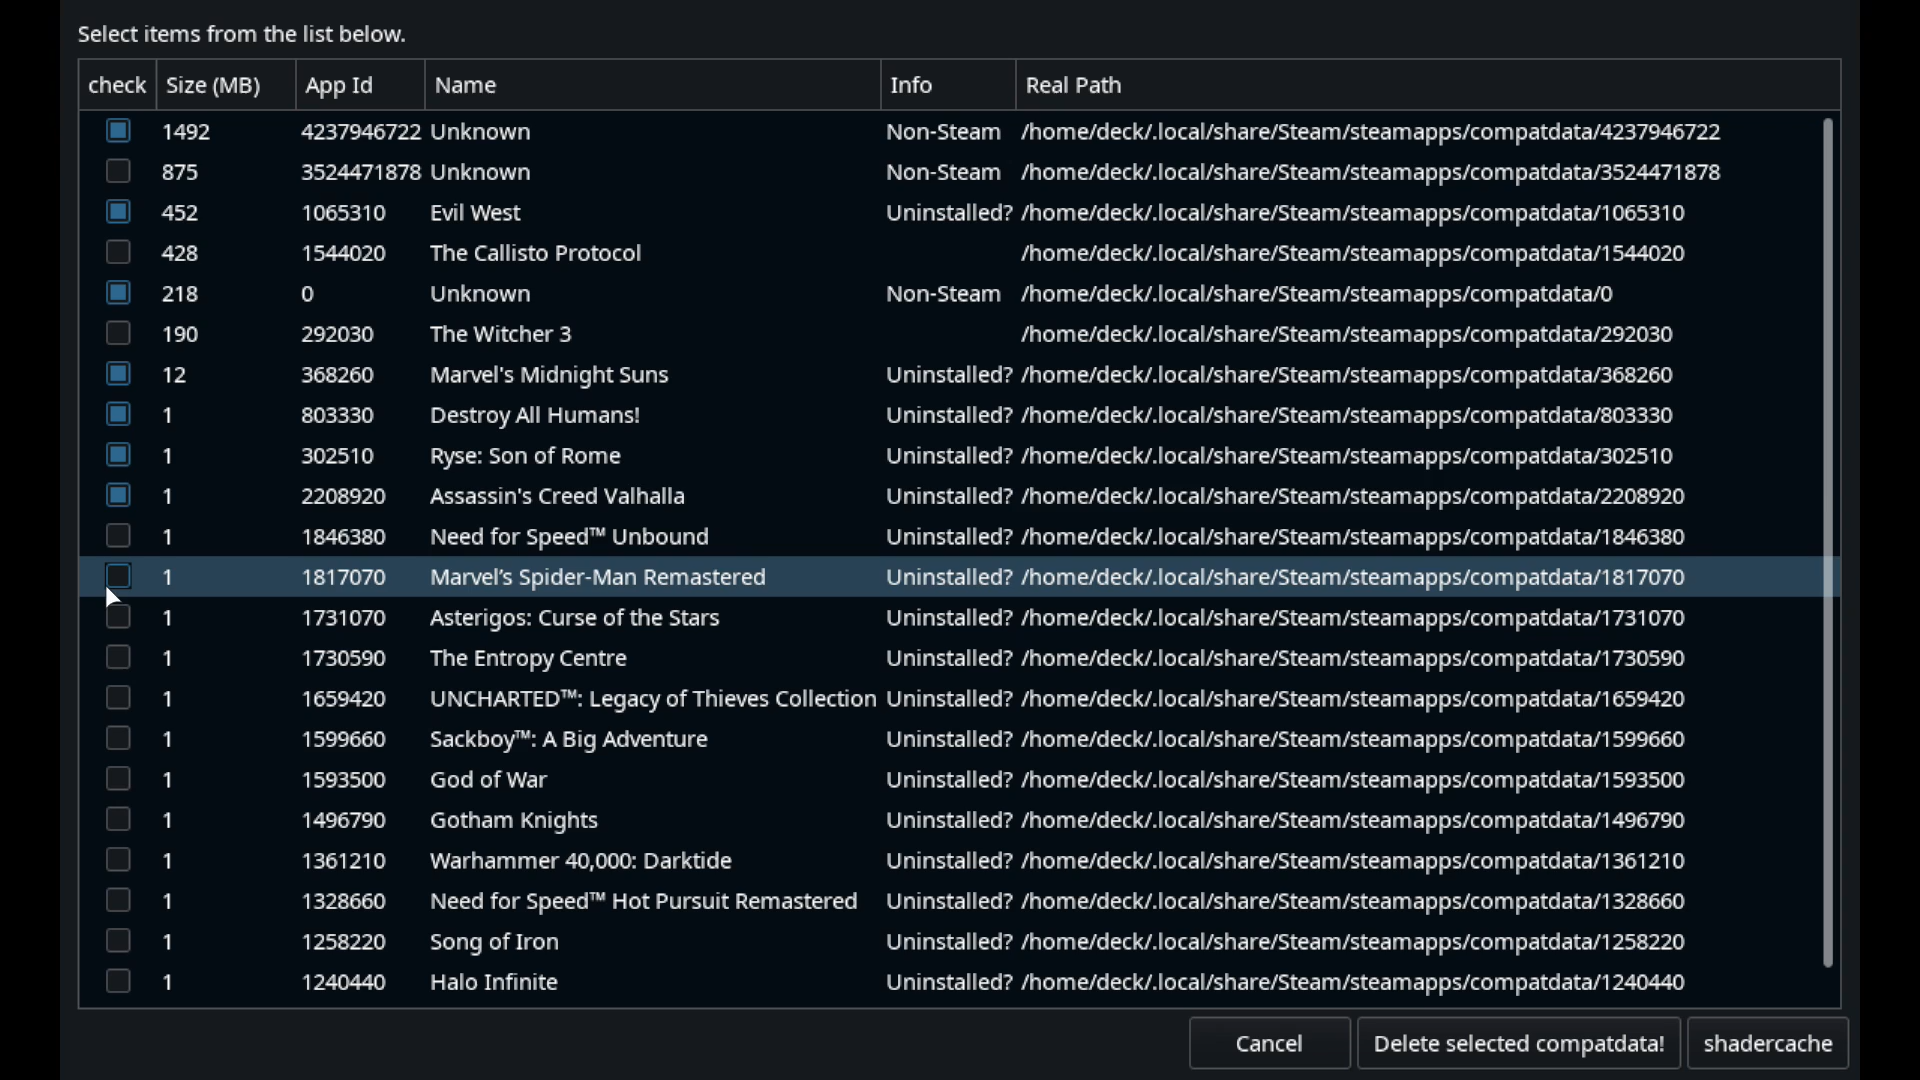 Select items from the list below.
check Size (MB) App Id Name Info Real Path
1492 4237946722 Unknown Non-Steam /home/deck/.local/share/Steam/steamapps/compatdata/4237946722
875 3524471878 Unknown Non-Steam /home/deck/.local/share/Steam/steamapps/compatdata/3524471878
452 1065310 Evil West Uninstalled? /home/deck/.local/share/Steam/steamapps/compatdata/1065310
428 1544020 The Callisto Protocol /home/deck/.local/share/Steam/steamapps/compatdata/1544020
218 0 Unknown Non-Steam /home/deck/.local/share/Steam/steamapps/compatdata/0
190 292030 The Witcher 3 /home/deck/.local/share/Steam/steamapps/compatdata/292030
12 368260 Marvel's Midnight Suns Uninstalled? /home/deck/.local/share/Steam/steamapps/compatdata/368260
1 803330 Destroy All Humans! Uninstalled? /home/deck/.local/share/Steam/steamapps/compatdata/803330
1 302510 Ryse: Son of Rome Uninstalled? /home/deck/.local/share/Steam/steamapps/compatdata/302510
1 2208920 Assassin's Creed Valhalla Uninstalled? /home/deck/.local/share/Steam/steamapps/compatdata/2208920
1 1846380 Need for Speed™ Unbound Uninstalled? /home/deck/.local/share/Steam/steamapps/compatdata/1846380
1 1817070 Marvel’s Spider-Man Remastered Uninstalled? /home/deck/.local/share/Steam/steamapps/compatdata/1817070
1 1731070 Asterigos: Curse of the Stars Uninstalled? /home/deck/.local/share/Steam/steamapps/compatdata/1731070
1 1730590 The Entropy Centre Uninstalled? /home/deck/.local/share/Steam/steamapps/compatdata/1730590
1 1659420 UNCHARTED™: Legacy of Thieves Collection Uninstalled? /home/deck/.local/share/Steam/steamapps/compatdata/1659420
1 1599660 Sackboy™: A Big Adventure Uninstalled? /home/deck/.local/share/Steam/steamapps/compatdata/1599660
1 1593500 God of War Uninstalled? /home/deck/.local/share/Steam/steamapps/compatdata/1593500
1 1496790 Gotham Knights Uninstalled? /home/deck/.local/share/Steam/steamapps/compatdata/1496790
1 1361210 Warhammer 40,000: Darktide Uninstalled? /home/deck/.local/share/Steam/steamapps/compatdata/1361210
1 1328660 Need for Speed™ Hot Pursuit Remastered Uninstalled? /home/deck/.local/share/Steam/steamapps/compatdata/1328660
1 1258220 Song of Iron Uninstalled? /home/deck/.local/share/Steam/steamapps/compatdata/1258220
1 1240440 Halo Infinite Uninstalled? /home/deck/.local/share/Steam/steamapps/compatdata/1240440
Cancel Delete selected compatdata! shadercache